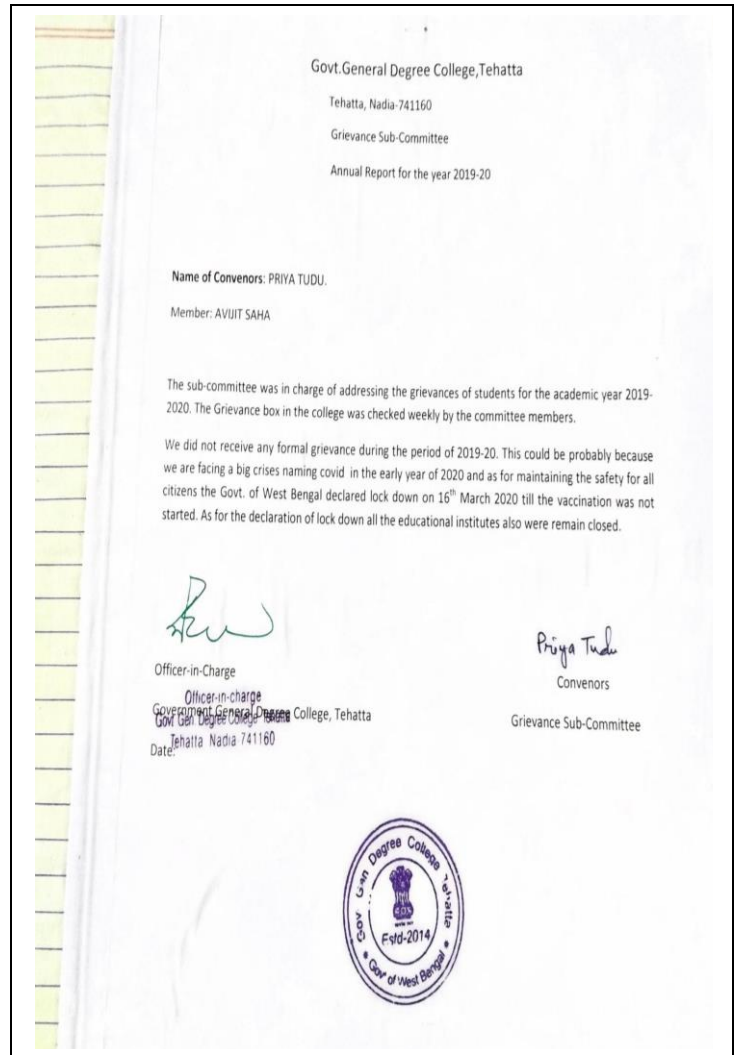 Govt.General Degree College,Tehatta
Tehatta, Nadia-741160
Grievance Sub-Committee
Annual Report for the year 2019-20
Name of Convenors: PRIYA TUDU.
Member: AVIJIT SAHA
The sub-committee was in charge of addressing the grievances of students for the academic year 2019-
2020. The Grievance box in the college was checked weekly by the committee members.
We did not receive any formal grievance during the period of 2019-20. This could be probably because
we are facing a big crises naming covid in the early year of 2020 and as for maintaining the safety for all
citizens the Govt. of West Bengal declared lock down on 16th March 2020 till the vaccination was not
started. As for the declaration of lock down all the educational institutes also were remain closed.
Priya Tudu
Officer-in-Charge
Convenors
Officer-in-charge
Government General Degree College, Tehatta
Govt Gen Degree College
Grievance Sub-Committee
Tehatta Nadia 741160
Date:
Gov Gen Degree College Tehatta
Estd-2014
Gov of West Bengal